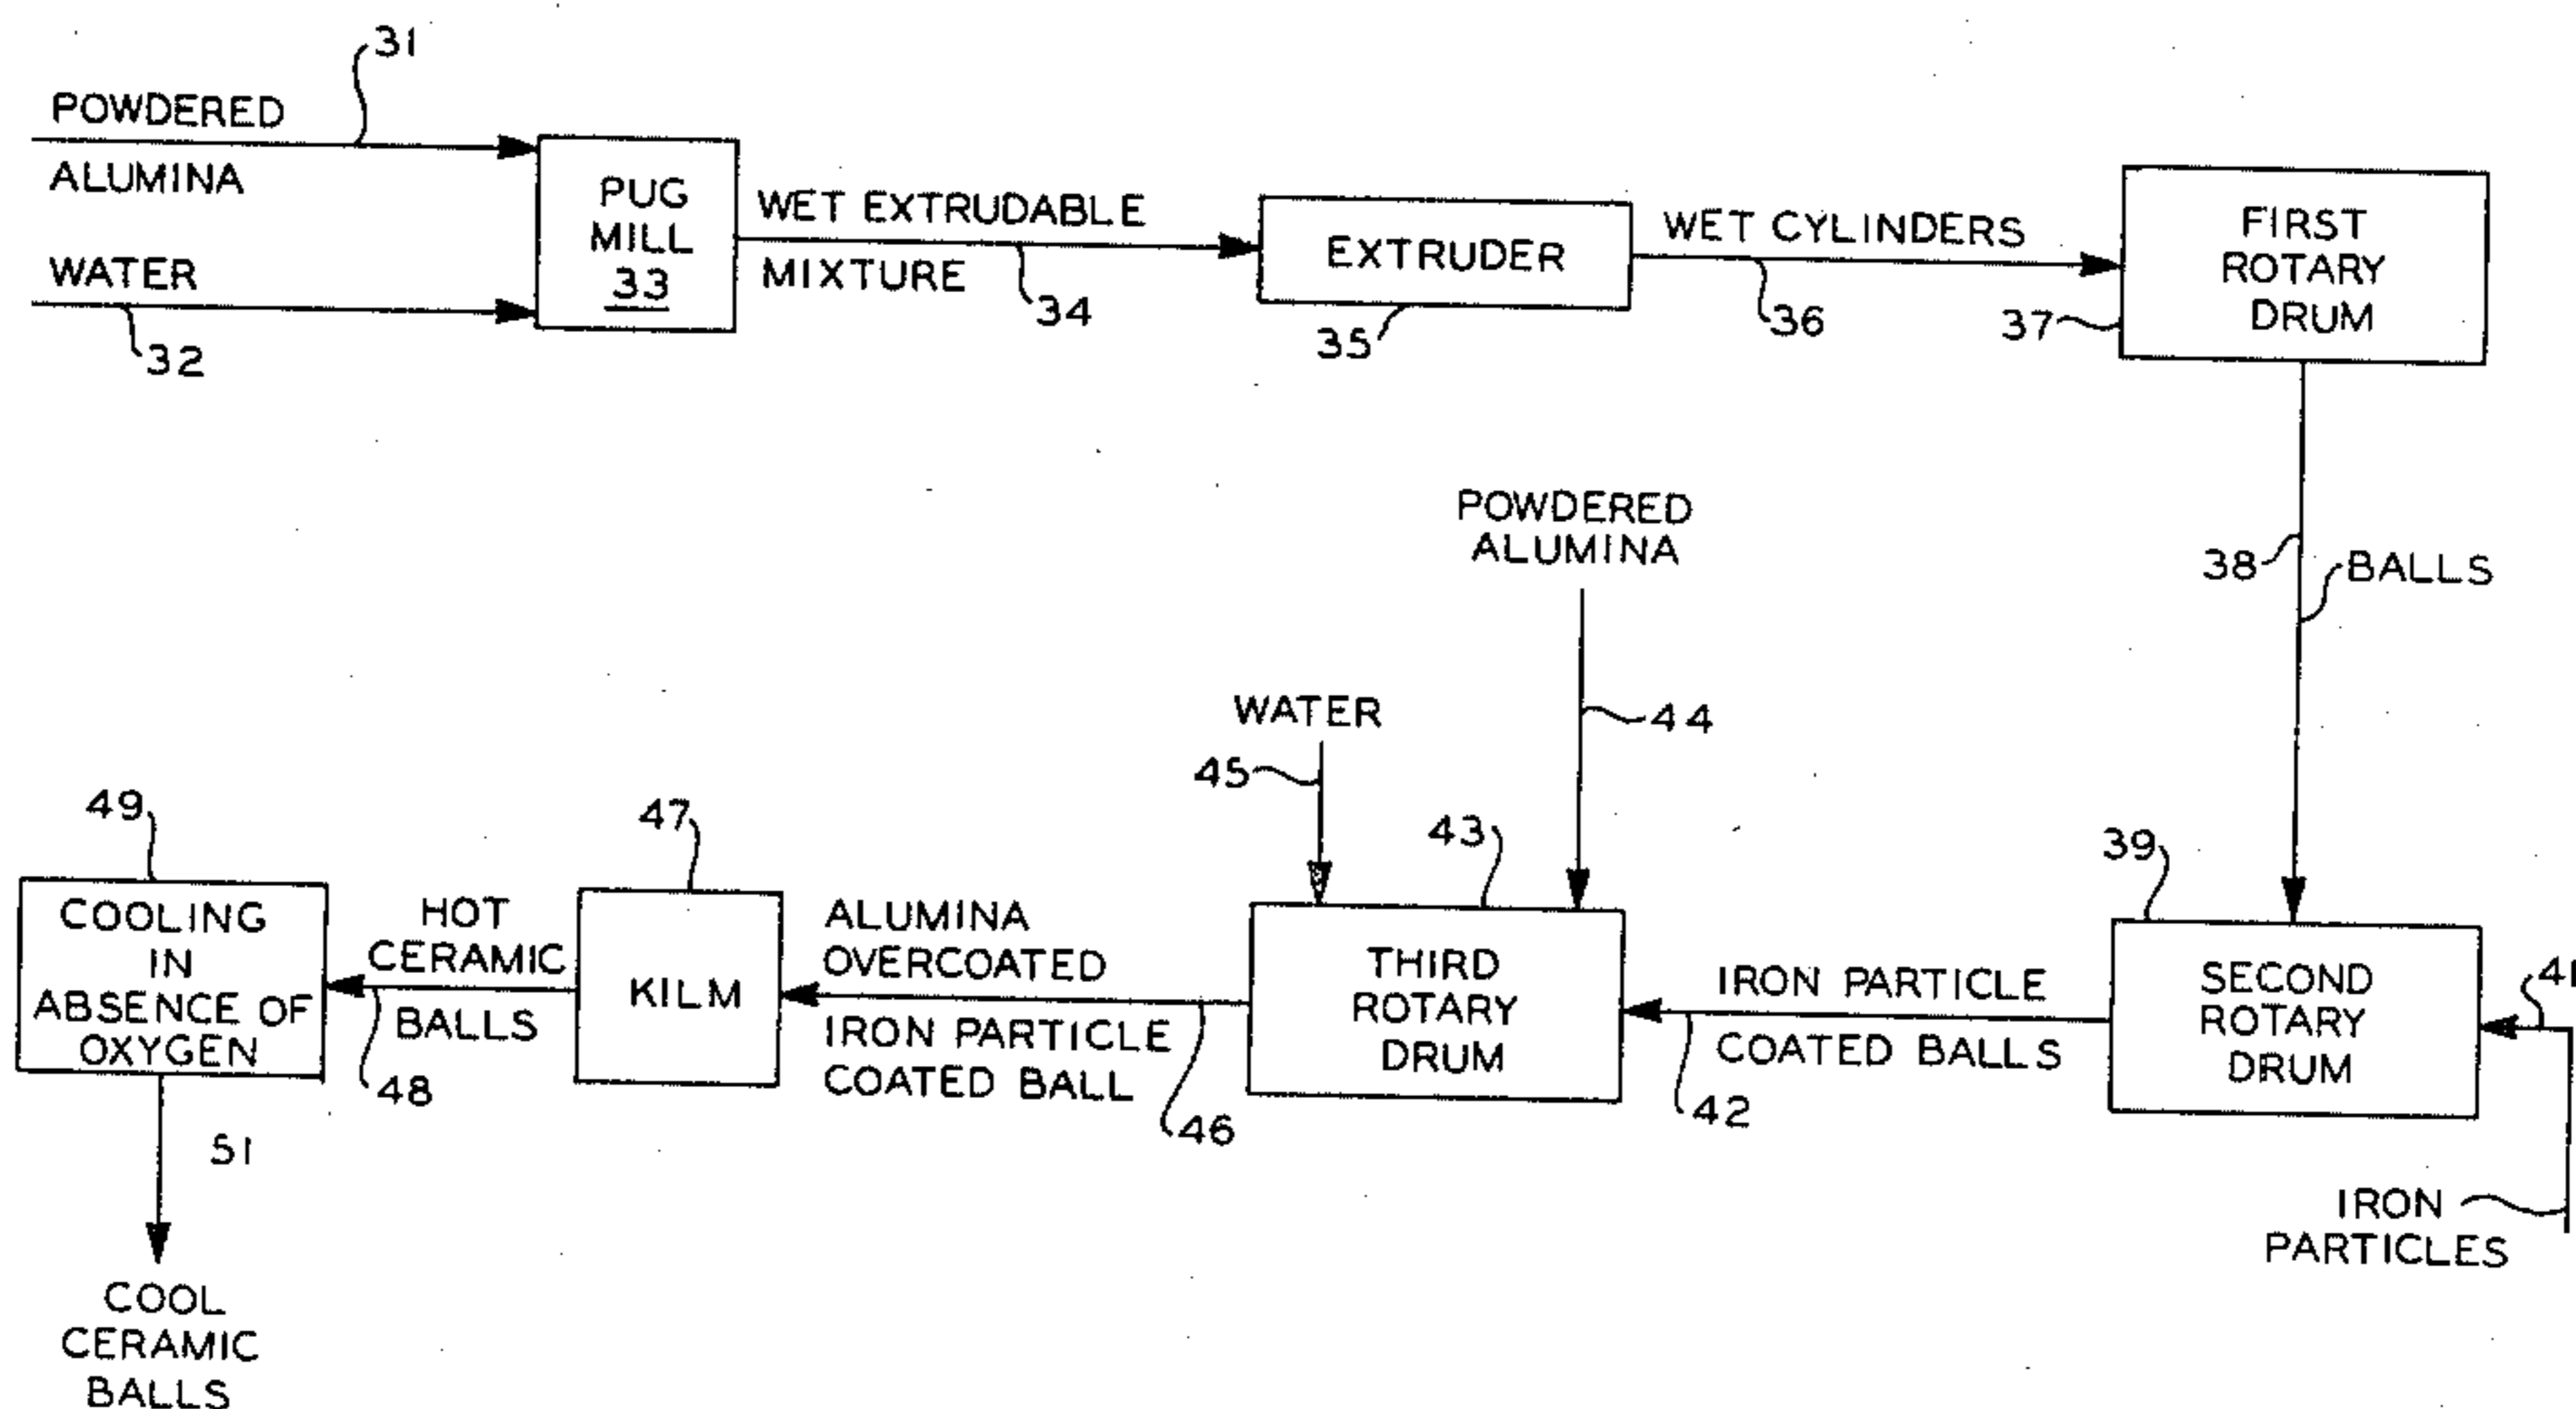 31
POWDERED
ALUMINA
WATER
32
PUG
MILL
33
WET EXTRUDABLE
MIXTURE
34
EXTRUDER
35
WET CYLINDERS
36
37
FIRST
ROTARY
DRUM
38
BALLS
POWDERED
ALUMINA
44
WATER
45
49
COOLING
IN
ABSENCE OF
OXYGEN
HOT
CERAMIC
BALLS
48
47
KILM
ALUMINA
OVERCOATED
IRON PARTICLE
COATED BALL
46
43
THIRD
ROTARY
DRUM
IRON PARTICLE
COATED BALLS
42
39
SECOND
ROTARY
DRUM
41
IRON
PARTICLES
51
COOL
CERAMIC
BALLS